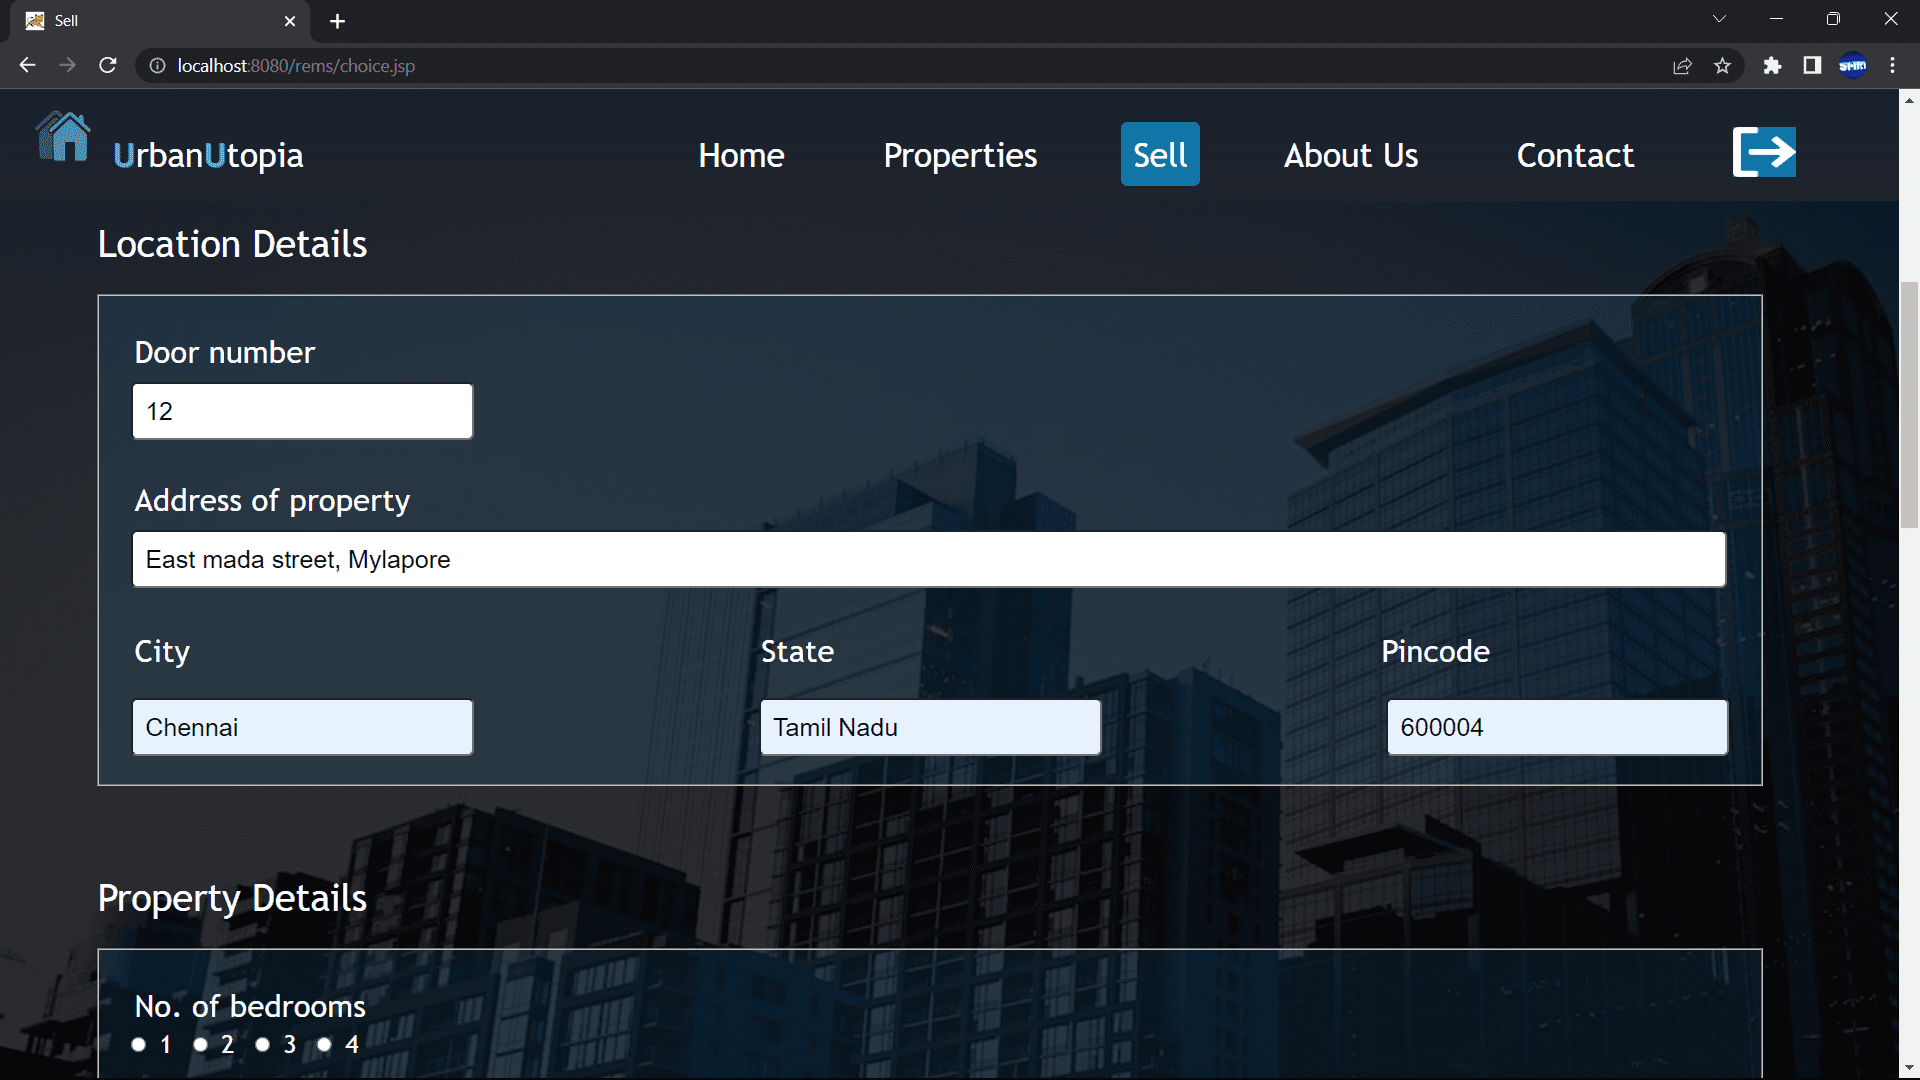 Sell
localhost:8080/rems/choice.jsp
UrbanUtopia
Home Properties Sell About Us Contact
Location Details
Door number
12
Address of property
East mada street, Mylapore
City State Pincode
Chennai Tamil Nadu 600004
Property Details
No. of bedrooms
1 2 3 4